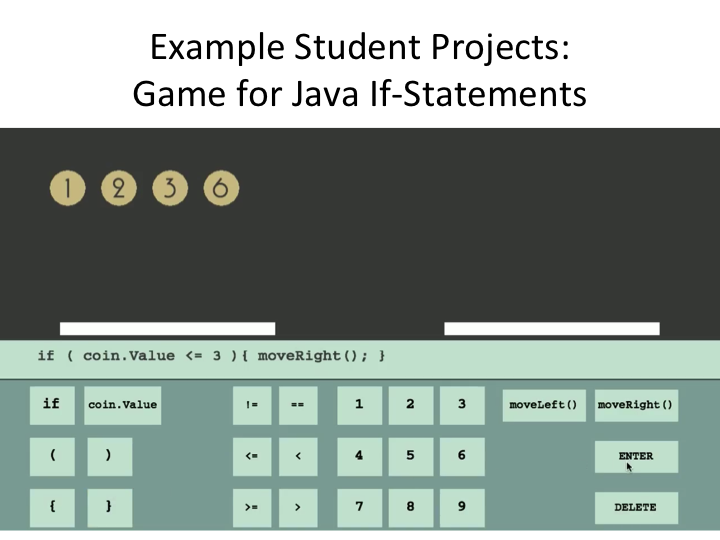 Example Student Projects:
Game for Java If-Statements
1 2 3 6
if ( coin.Value <= 3 ){ moveRight(); }
if coin.Value != == 1 2 3 moveLeft() moveRight()
( ) <= < 4 5 6 ENTER
{ } >= > 7 8 9 DELETE